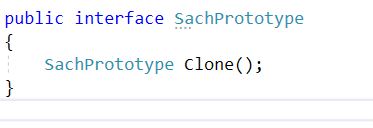 public interface SachPrototype
{
    SachPrototype Clone();
}